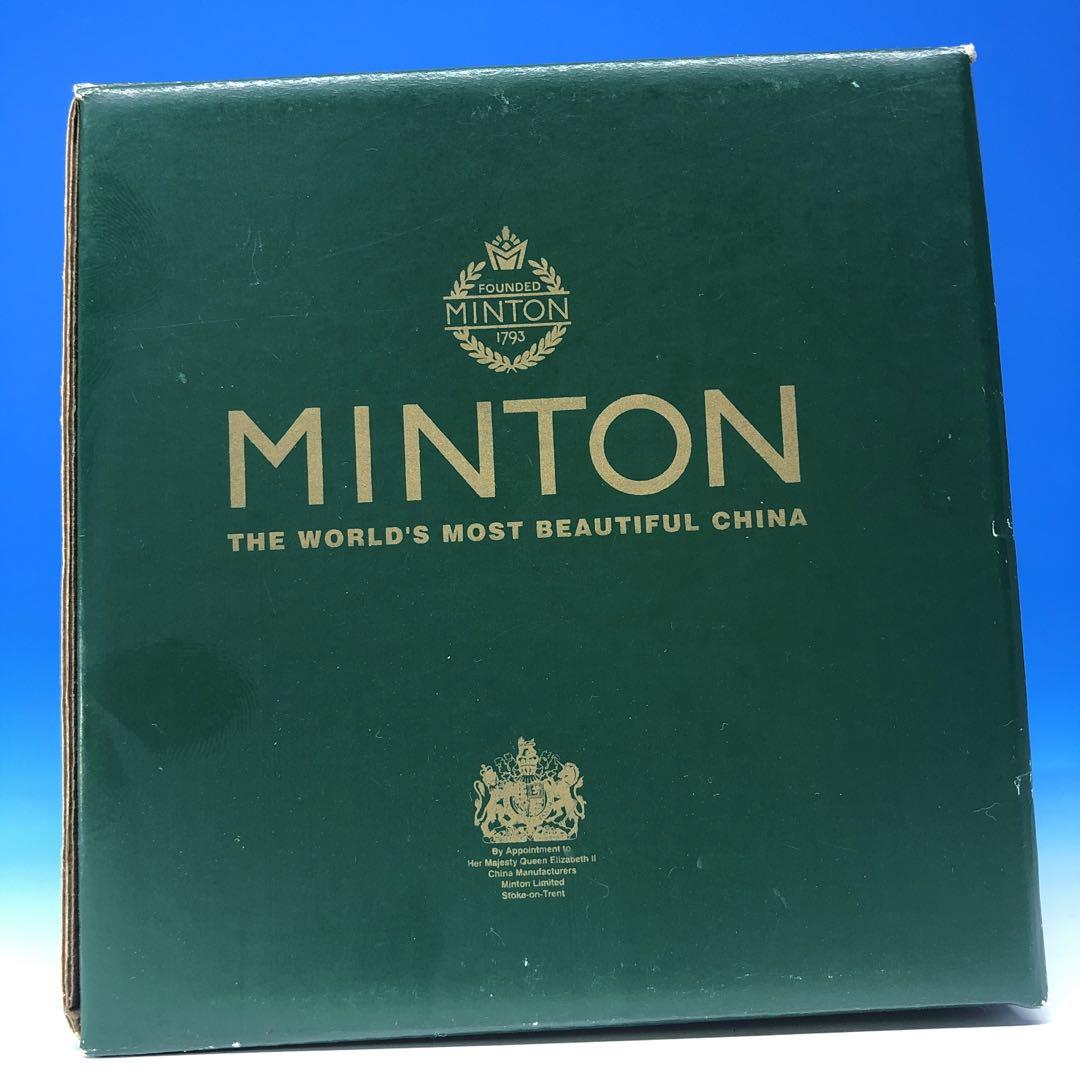 FOUNDED
MINTON
1793
MINTON
THE WORLD'S MOST BEAUTIFUL CHINA
By Appointment to
Her Majesty Queen Elizabeth II
China Manufacturers
Minton Limited
Stoke-on-Trent